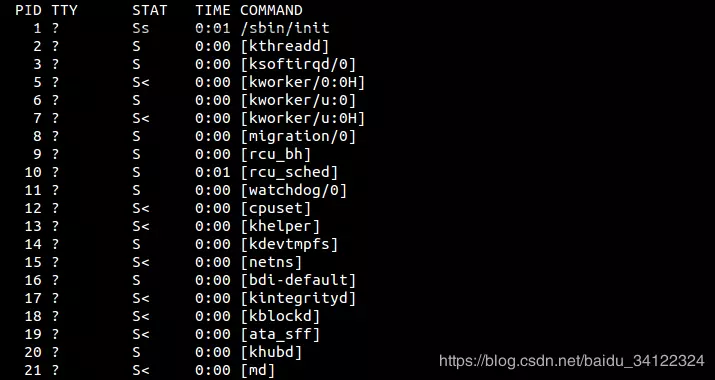 PID TTY STAT TIME COMMAND
1 ? Ss 0:01 /sbin/init
2 ? S 0:00 [kthreadd]
3 ? S 0:00 [ksoftirqd/0]
5 ? S< 0:00 [kworker/0:0H]
6 ? S 0:00 [kworker/u:0]
7 ? S< 0:00 [kworker/u:0H]
8 ? S 0:00 [migration/0]
9 ? S 0:00 [rcu_bh]
10 ? S 0:01 [rcu_sched]
11 ? S 0:00 [watchdog/0]
12 ? S< 0:00 [cpuset]
13 ? S< 0:00 [khelper]
14 ? S 0:00 [kdevtmpfs]
15 ? S< 0:00 [netns]
16 ? S 0:00 [bdi-default]
17 ? S< 0:00 [kintegrityd]
18 ? S< 0:00 [kblockd]
19 ? S< 0:00 [ata_sff]
20 ? S 0:00 [khubd]
21 ? S< 0:00 [md]
https://blog.csdn.net/baidu_34122324